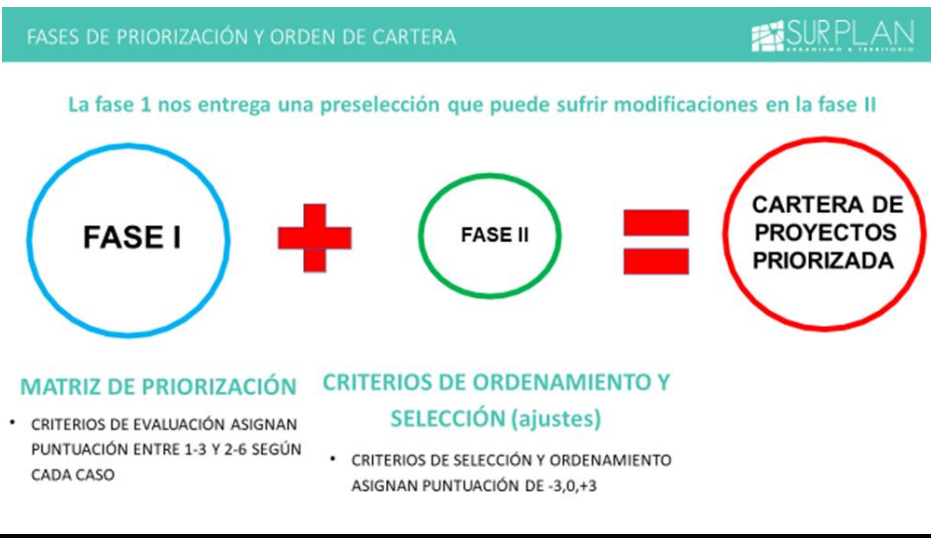 FASES DE PRIORIZACIÓN Y ORDEN DE CARTERA
SURPLAN
URBANISMO & TERRITORIO
La fase 1 nos entrega una preselección que puede sufrir modificaciones en la fase II
FASE I
FASE II
CARTERA DE
PROYECTOS
PRIORIZADA
MATRIZ DE PRIORIZACIÓN
• CRITERIOS DE EVALUACIÓN ASIGNAN
PUNTUACIÓN ENTRE 1-3 Y 2-6 SEGÚN
CADA CASO
CRITERIOS DE ORDENAMIENTO Y
SELECCIÓN (ajustes)
• CRITERIOS DE SELECCIÓN Y ORDENAMIENTO
ASIGNAN PUNTUACIÓN DE -3,0,+3